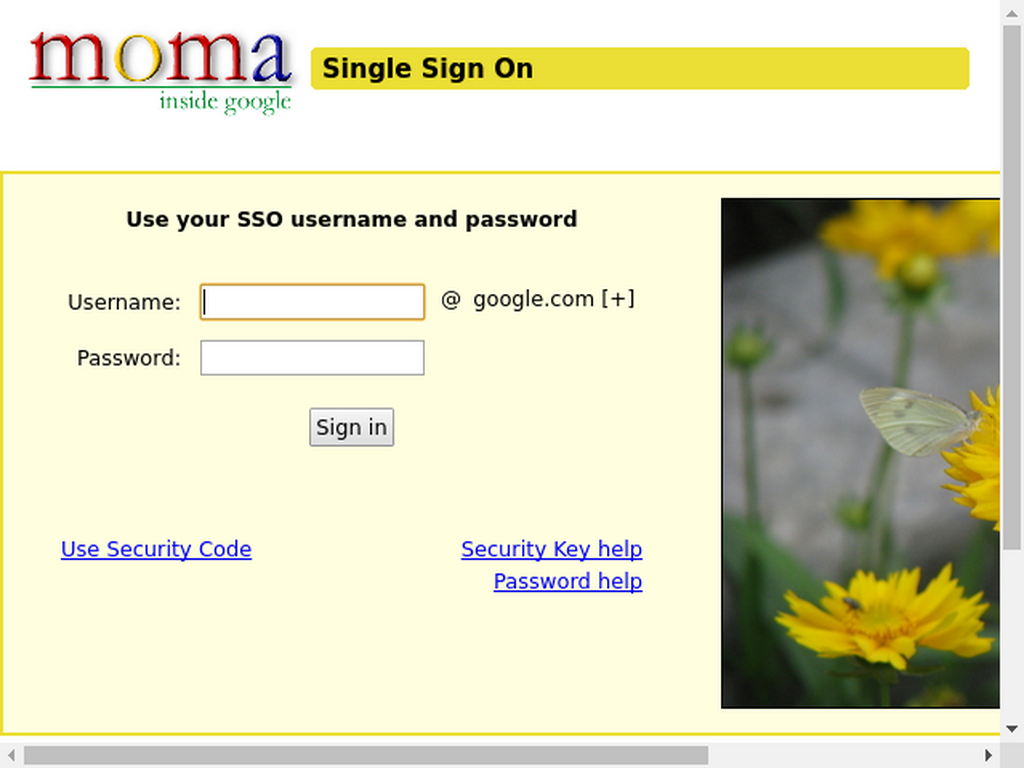 moma
inside google
Single Sign On
Use your SSO username and password
Username:
@ google.com [+]
Password:
Sign in
Use Security Code
Security Key help
Password help